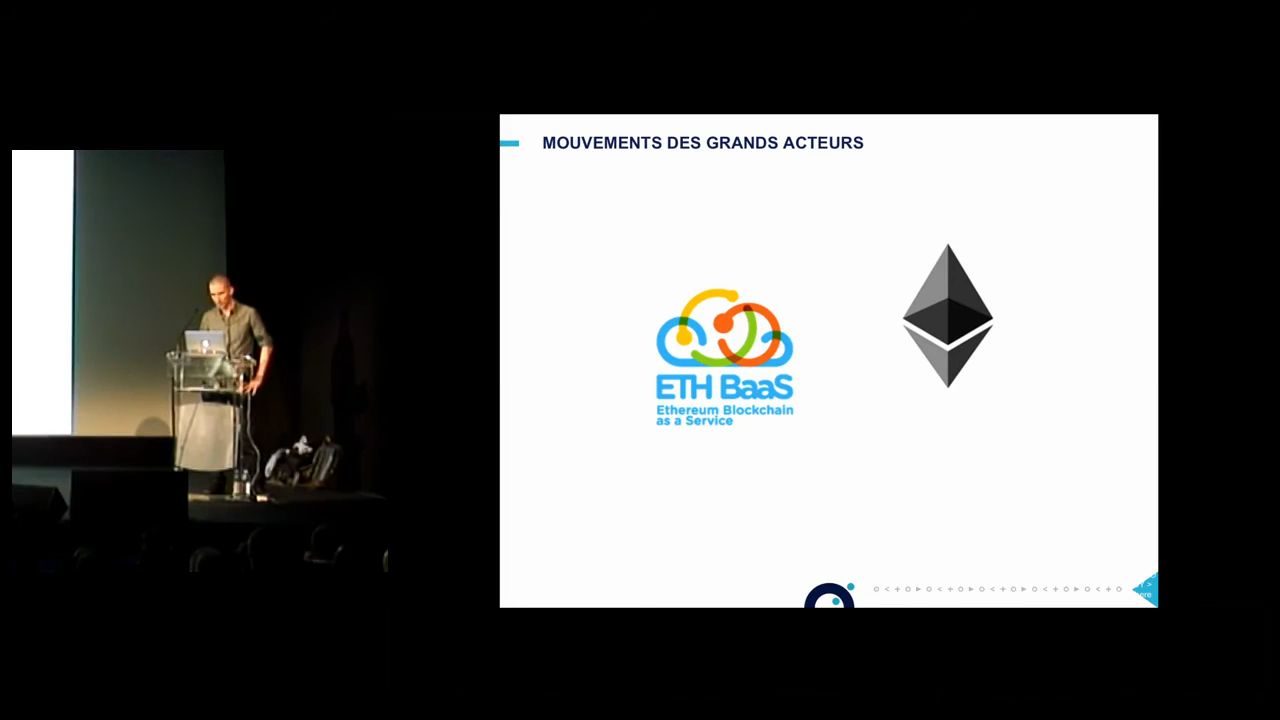 MOUVEMENTS DES GRANDS ACTEURS
ETH BaaS
Ethereum Blockchain
as a Service